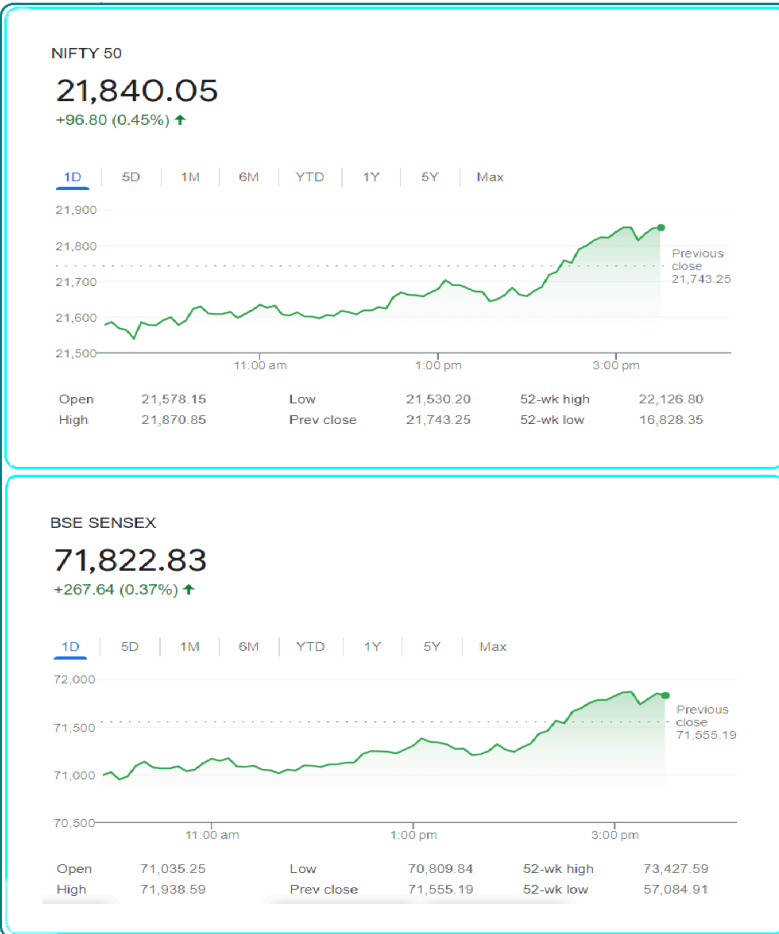 NIFTY 50
21,840.05
+96.80 (0.45%) ↑
1D 5D 1M 6M YTD 1Y 5Y Max
21,900
21,800
21,700
21,600
21,500
Previous
close
21,743.25
11:00 am 1:00 pm 3:00 pm
Open 21,578.15 Low 21,530.20 52-wk high 22,126.80
High 21,870.85 Prev close 21,743.25 52-wk low 16,828.35
BSE SENSEX
71,822.83
+267.64 (0.37%) ↑
1D 5D 1M 6M YTD 1Y 5Y Max
72,000
71,500
71,000
70,500
Previous
close
71,555.19
11:00 am 1:00 pm 3:00 pm
Open 71,035.25 Low 70,809.84 52-wk high 73,427.59
High 71,938.59 Prev close 71,555.19 52-wk low 57,084.91